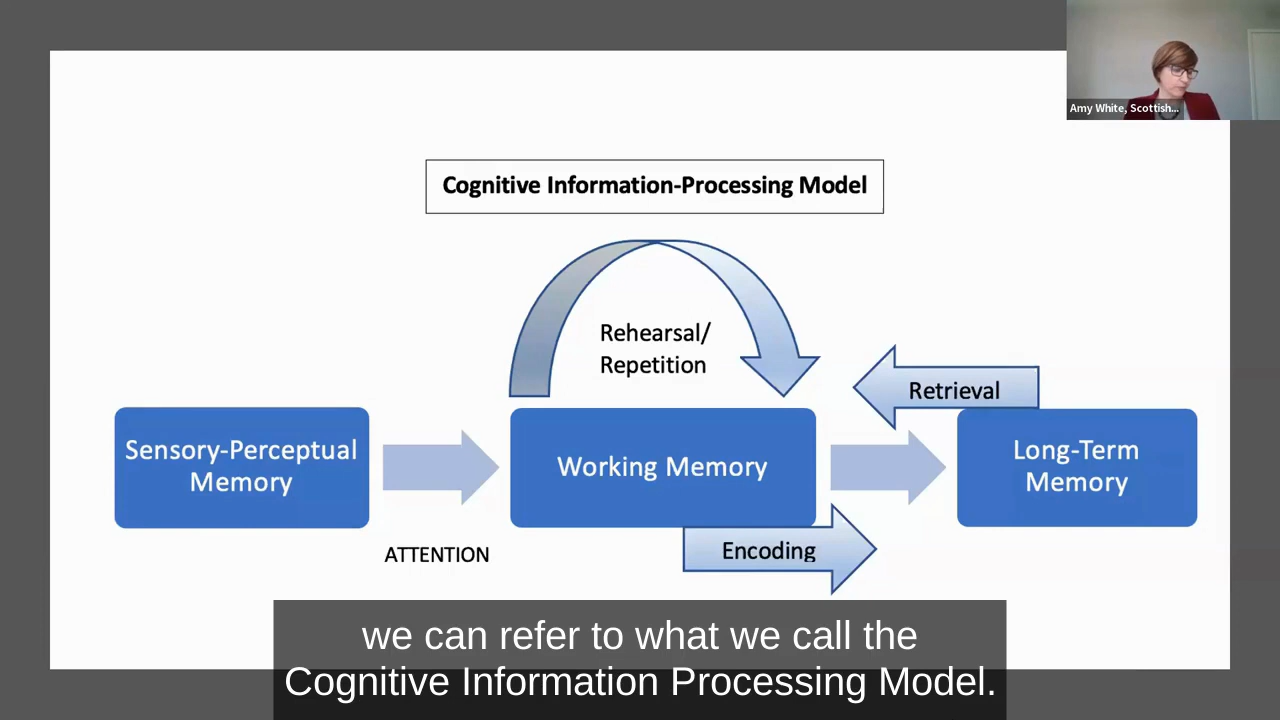 Amy White, Scottish...
Cognitive Information-Processing Model
Rehearsal/
Repetition
Retrieval
Sensory-Perceptual
Memory
Working Memory
Long-Term
Memory
ATTENTION
Encoding
we can refer to what we call the
Cognitive Information Processing Model.